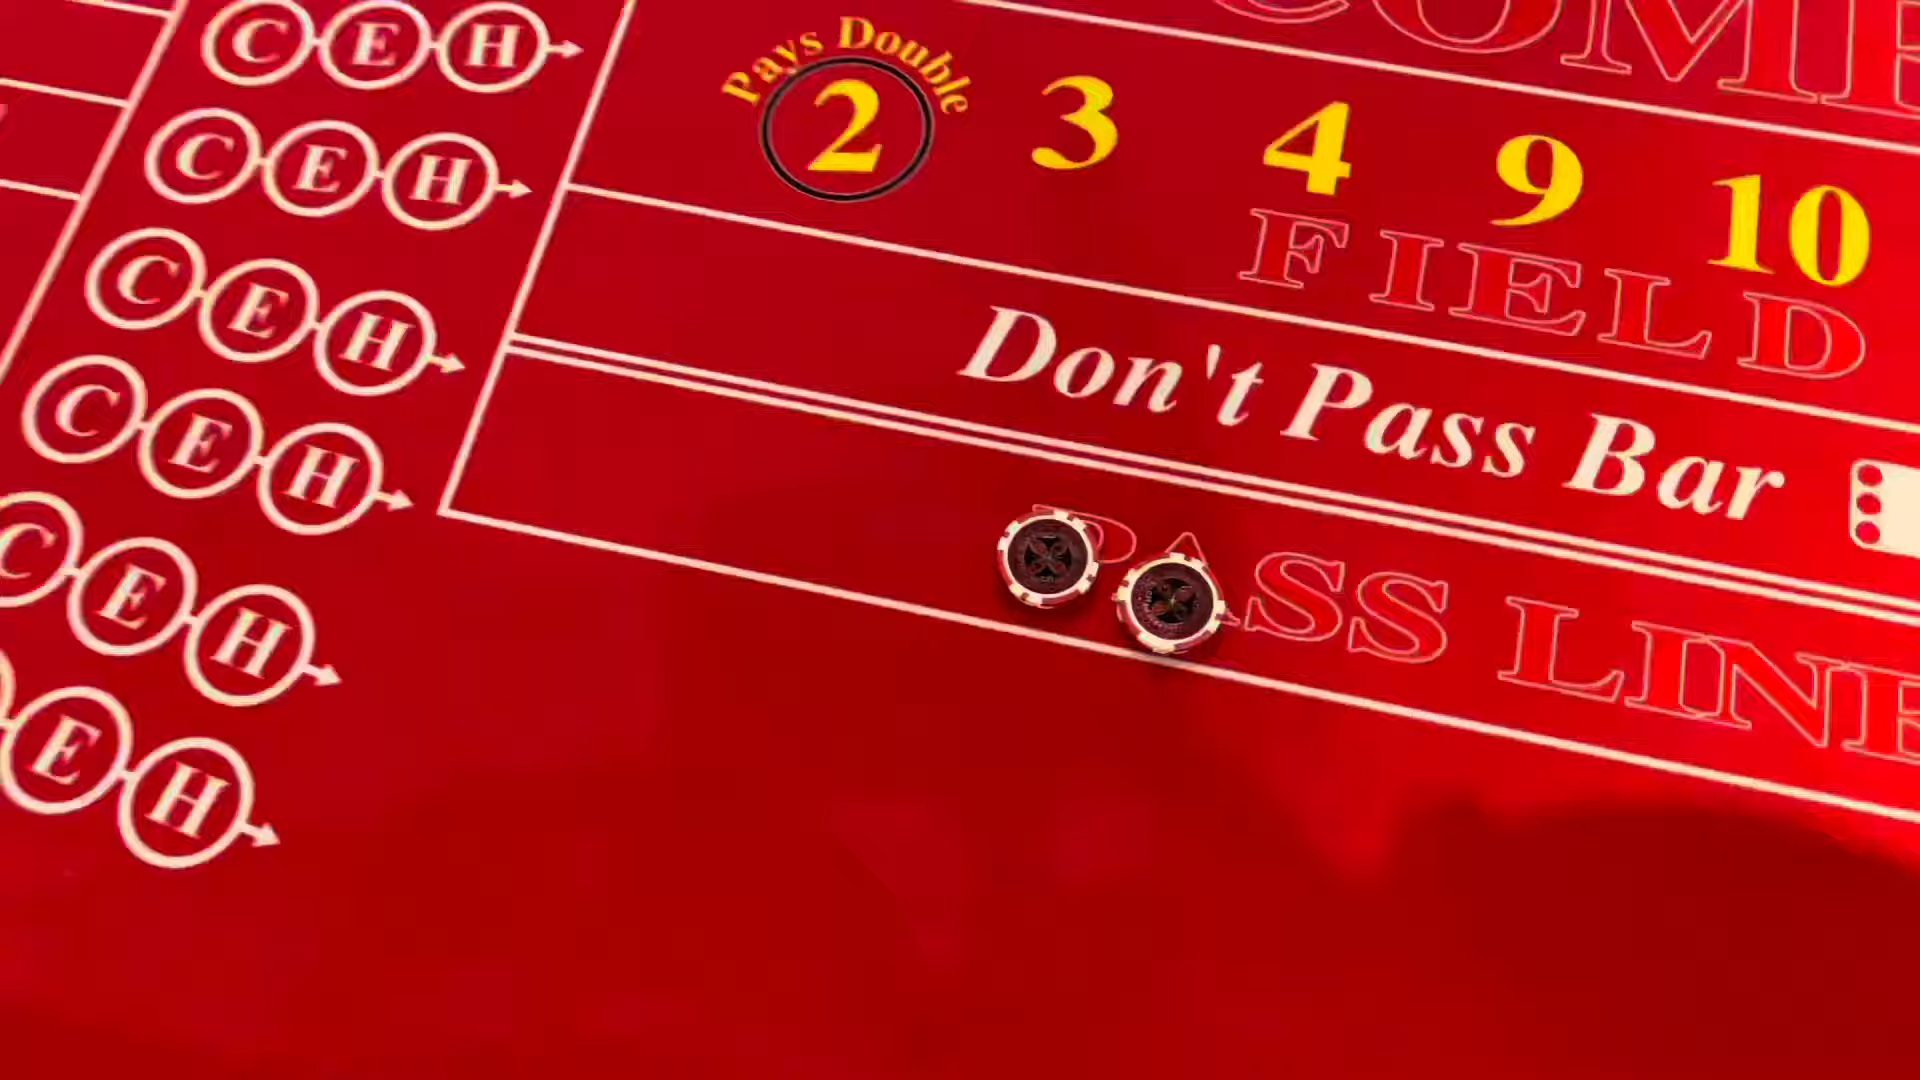 COME
Pays Double
2 3 4 9 10
FIELD
Don't Pass Bar
PASS LINE
C E H
C E H
C E H
C E H
C E H
E H